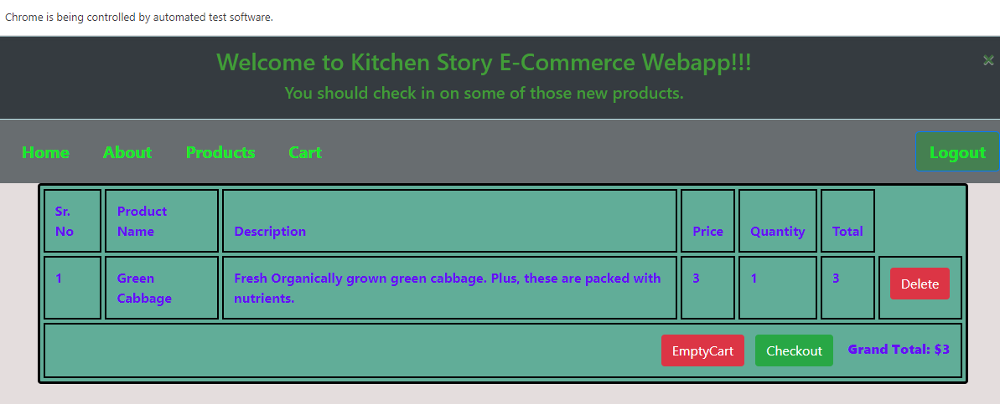 Chrome is being controlled by automated test software.
Welcome to Kitchen Story E-Commerce Webapp!!!
×
You should check in on some of those new products.
Home About Products Cart Logout
Sr. No Product Name Description Price Quantity Total
1 Green Cabbage Fresh Organically grown green cabbage. Plus, these are packed with nutrients. 3 1 3 Delete
EmptyCart Checkout Grand Total: $3